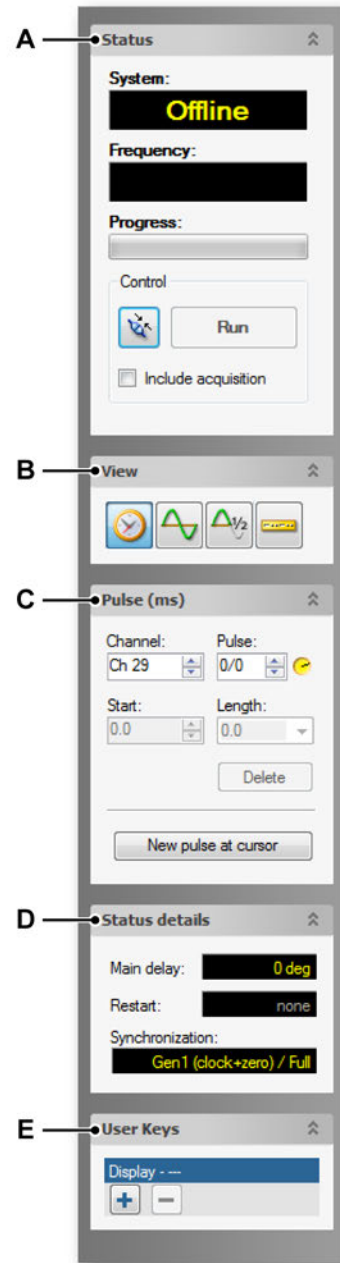 A
Status
System:
Offline
Frequency:
Progress:
Control
Run
Include acquisition
B
View
1/2
C
Pulse (ms)
Channel: Pulse:
Ch 29 0/0
Start: Length:
0.0 0.0
Delete
New pulse at cursor
D
Status details
Main delay: 0 deg
Restart: none
Synchronization:
Gen1 (clock+zero) / Full
E
User Keys
Display - ---